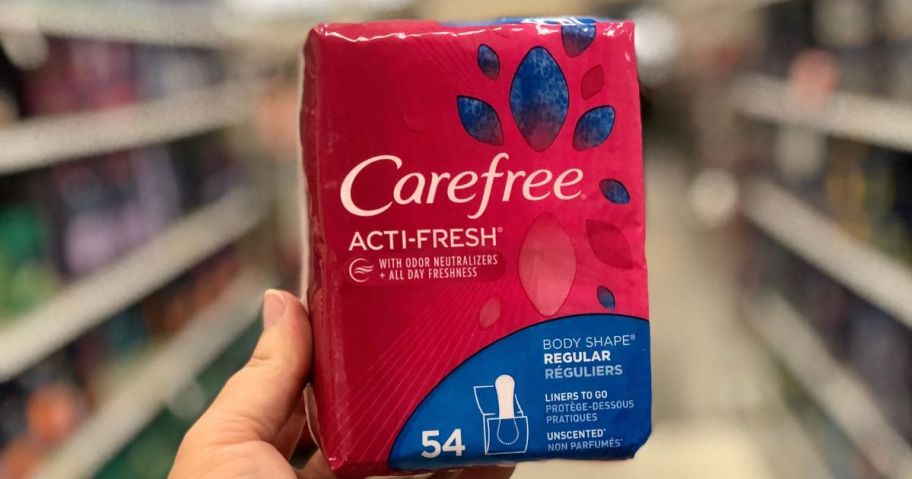 Carefree®
ACTI-FRESH®
WITH ODOR NEUTRALIZERS
+ ALL DAY FRESHNESS
BODY SHAPE®
REGULAR
RÉGULIERS
LINERS TO GO
PROTÈGE-DESSOUS
PRATIQUES
54
UNSCENTED*
NON PARFUMÉS*